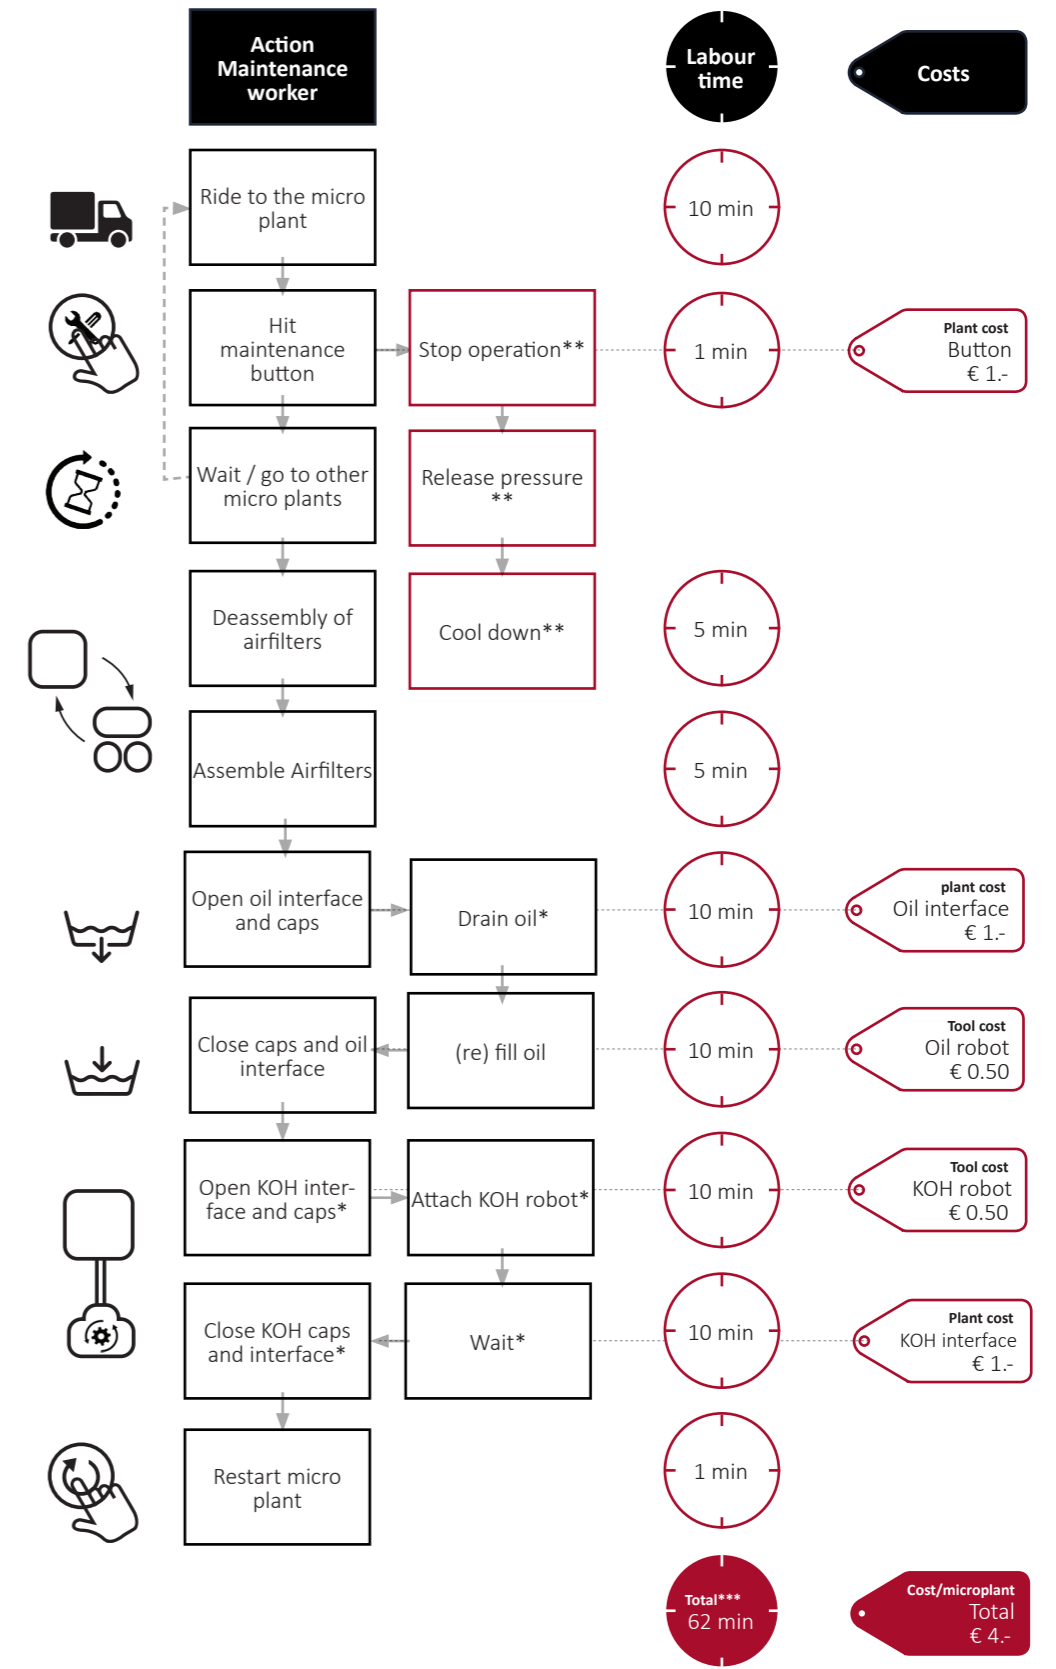 Action
Maintenance
worker
Labour
time
Costs
Ride to the micro
plant
10 min
Hit
maintenance
button
Stop operation**
1 min
Plant cost
Button
€ 1.-
Wait / go to other
micro plants
Release pressure
**
Deassembly of
airfilters
Cool down**
5 min
Assemble Airfilters
5 min
Open oil interface
and caps
Drain oil*
10 min
plant cost
Oil interface
€ 1.-
Close caps and oil
interface
(re) fill oil
10 min
Tool cost
Oil robot
€ 0.50
Open KOH inter-
face and caps*
Attach KOH robot*
10 min
Tool cost
KOH robot
€ 0.50
Close KOH caps
and interface*
Wait*
10 min
Plant cost
KOH interface
€ 1.-
Restart micro
plant
1 min
Total***
62 min
Cost/microplant
Total
€ 4.-